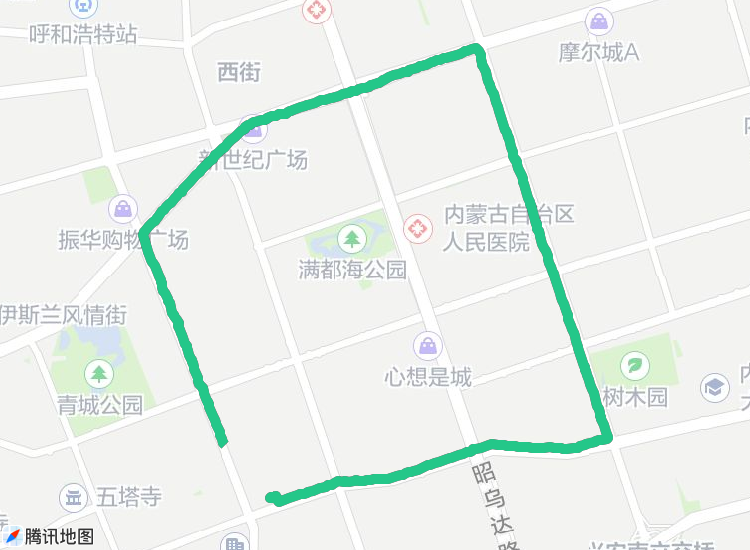 呼和浩特站
摩尔城A
西街
新世纪广场
振华购物广场
内蒙古自治区
人民医院
满都海公园
伊斯兰风情街
心想是城
青城公园
树木园
五塔寺
昭乌达路
腾讯地图